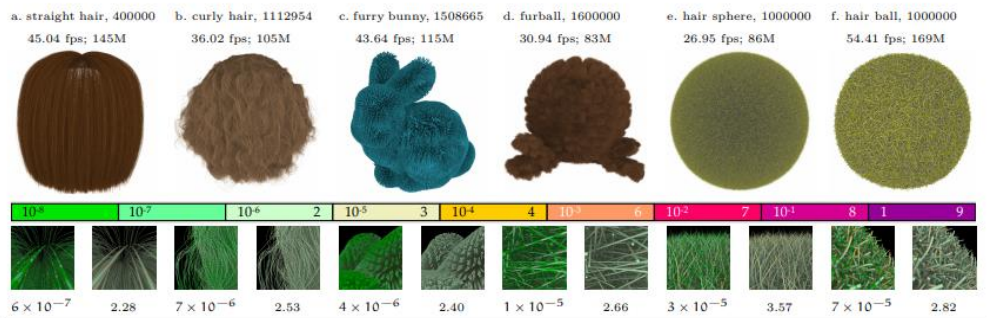 a. straight hair, 400000 b. curly hair, 1112954 c. furry bunny, 1508665 d. furball, 1600000 e. hair sphere, 1000000 f. hair ball, 1000000
45.04 fps; 145M 36.02 fps; 105M 43.64 fps; 115M 30.94 fps; 83M 26.95 fps; 86M 54.41 fps; 169M
10-8 10-7 10-6 2 10-5 3 10-4 4 10-3 6 10-2 7 10-1 8 1 9
6 × 10−7 2.28 7 × 10−6 2.53 4 × 10−6 2.40 1 × 10−5 2.66 3 × 10−5 3.57 7 × 10−5 2.82